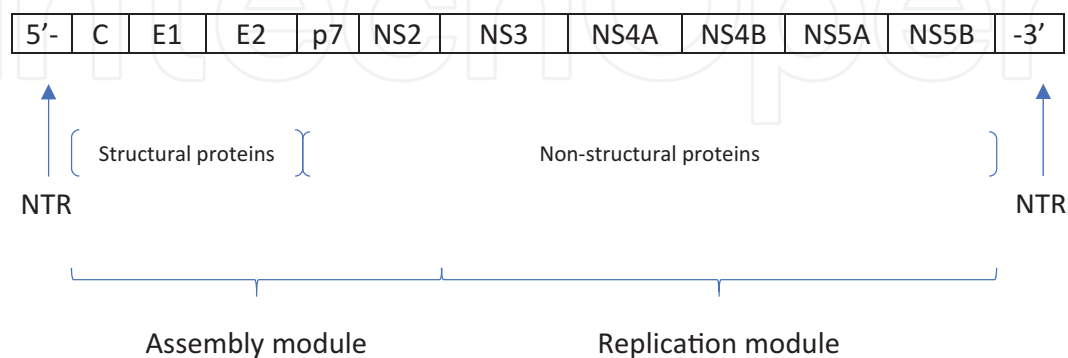 5’- C E1 E2 p7 NS2 NS3 NS4A NS4B NS5A NS5B -3’
Structural proteins Non-structural proteins
NTR NTR
Assembly module Replication module